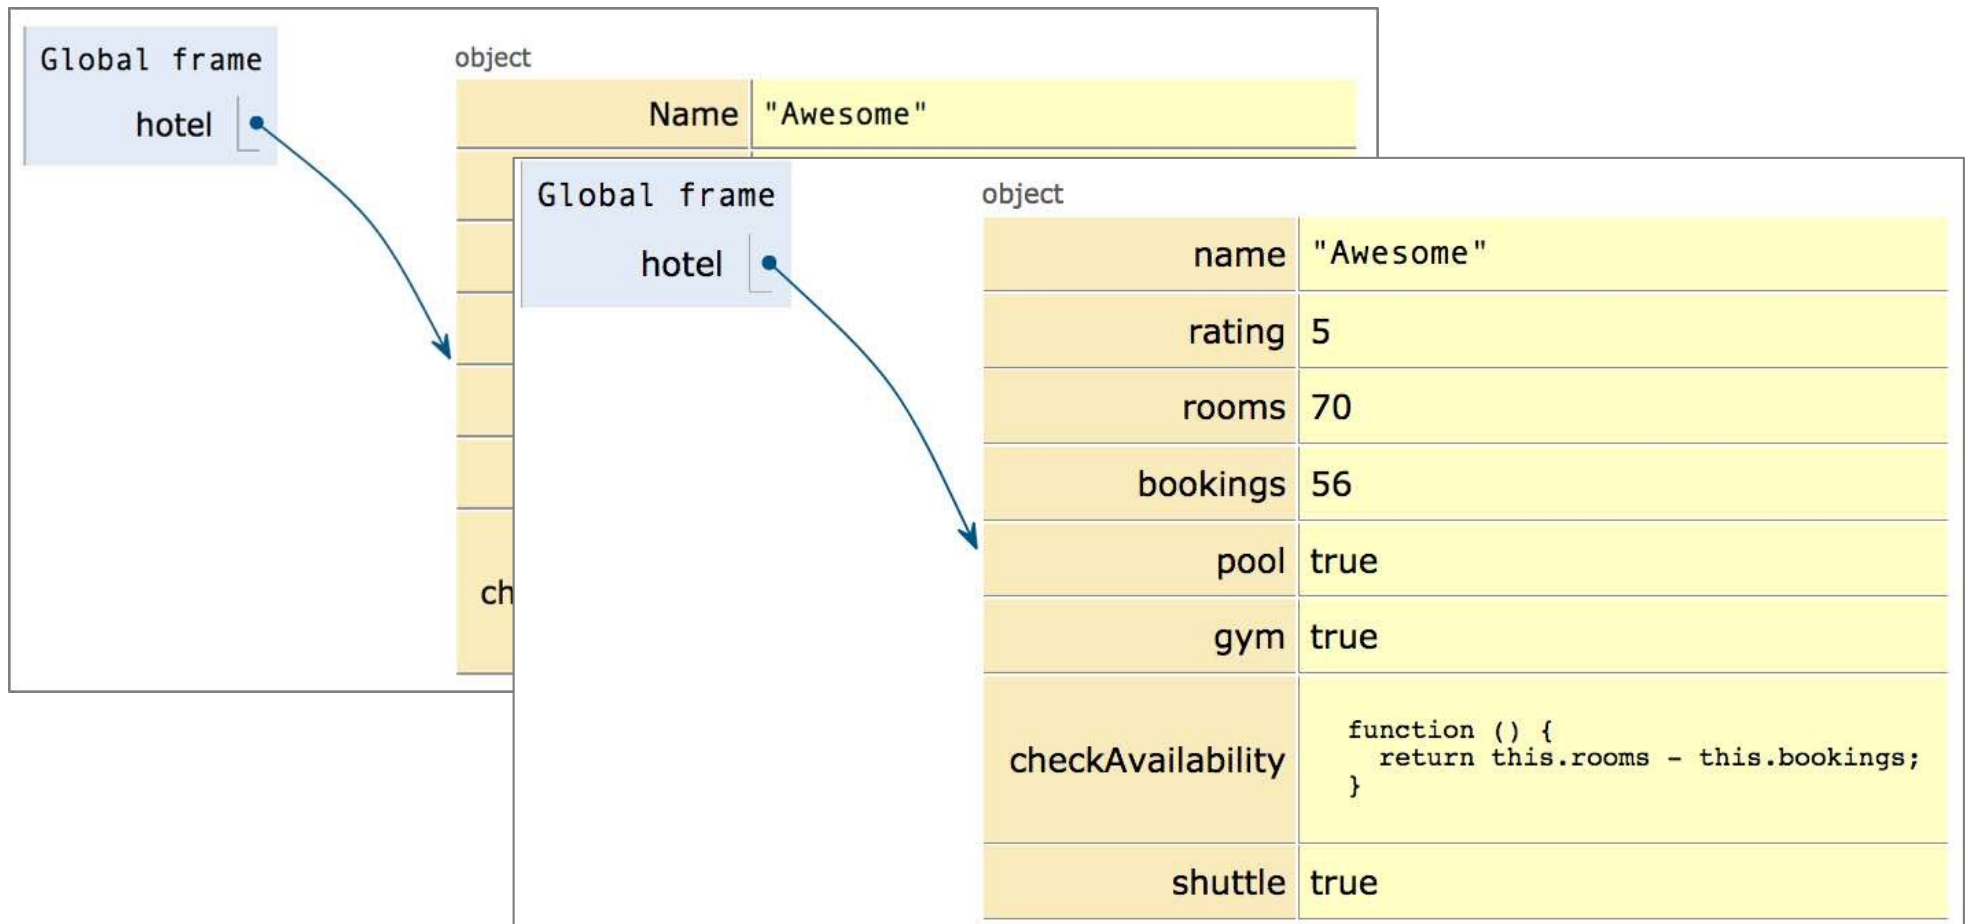 Global frame
hotel
object
Name "Awesome"
ch
Global frame
hotel
object
name "Awesome"
rating 5
rooms 70
bookings 56
pool true
gym true
checkAvailability
function () {
return this.rooms - this.bookings;
}
shuttle true